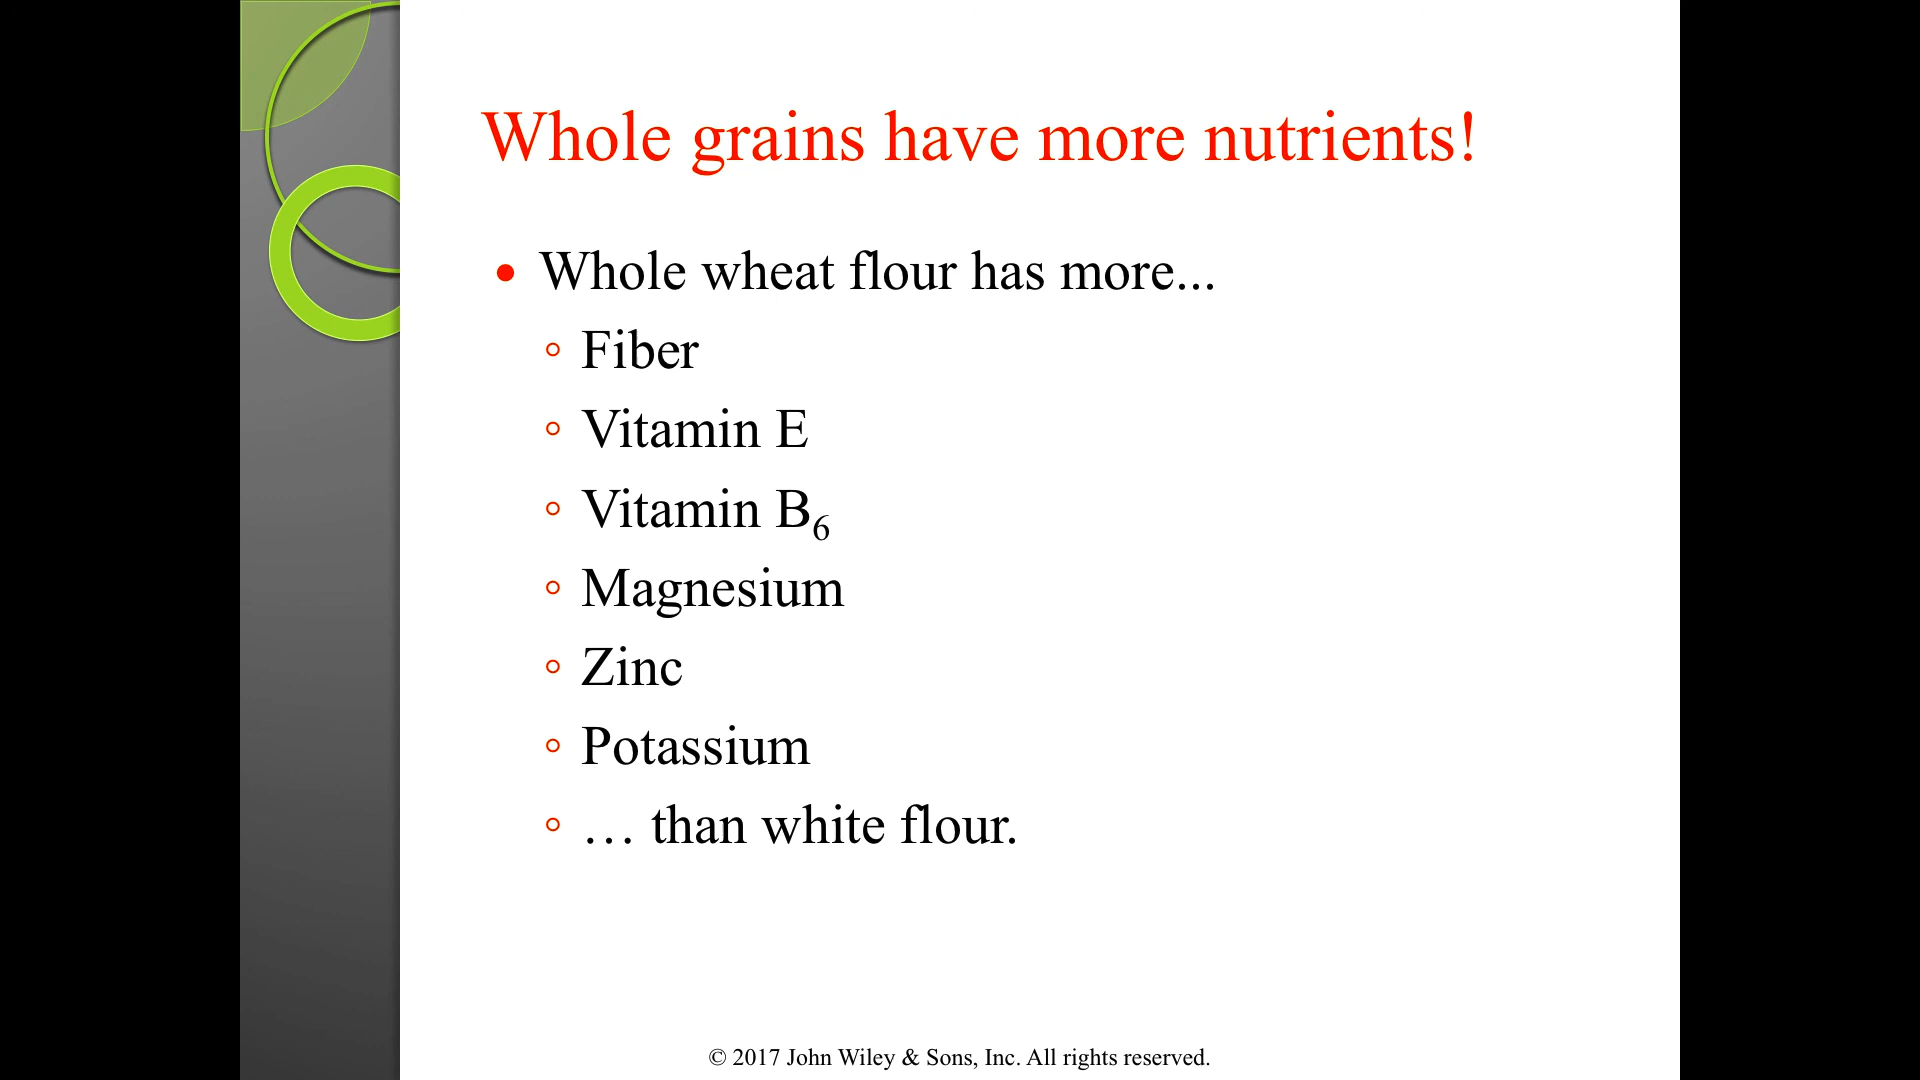 Whole grains have more nutrients!
• Whole wheat flour has more...
◦ Fiber
◦ Vitamin E
◦ Vitamin B₆
◦ Magnesium
◦ Zinc
◦ Potassium
◦ … than white flour.
© 2017 John Wiley & Sons, Inc. All rights reserved.